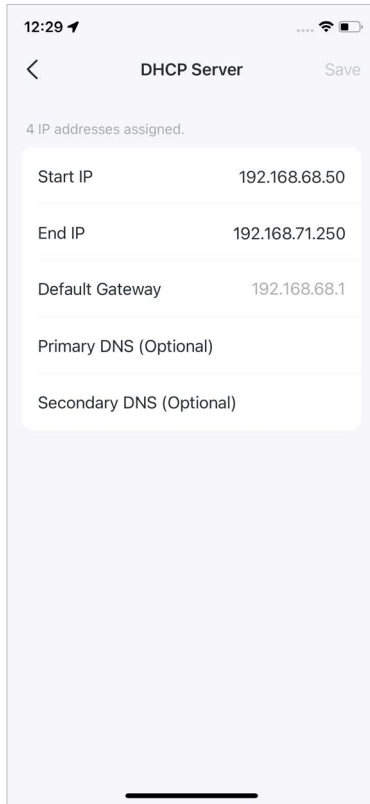 12:29
DHCP Server
Save
4 IP addresses assigned.
Start IP 192.168.68.50
End IP 192.168.71.250
Default Gateway 192.168.68.1
Primary DNS (Optional)
Secondary DNS (Optional)